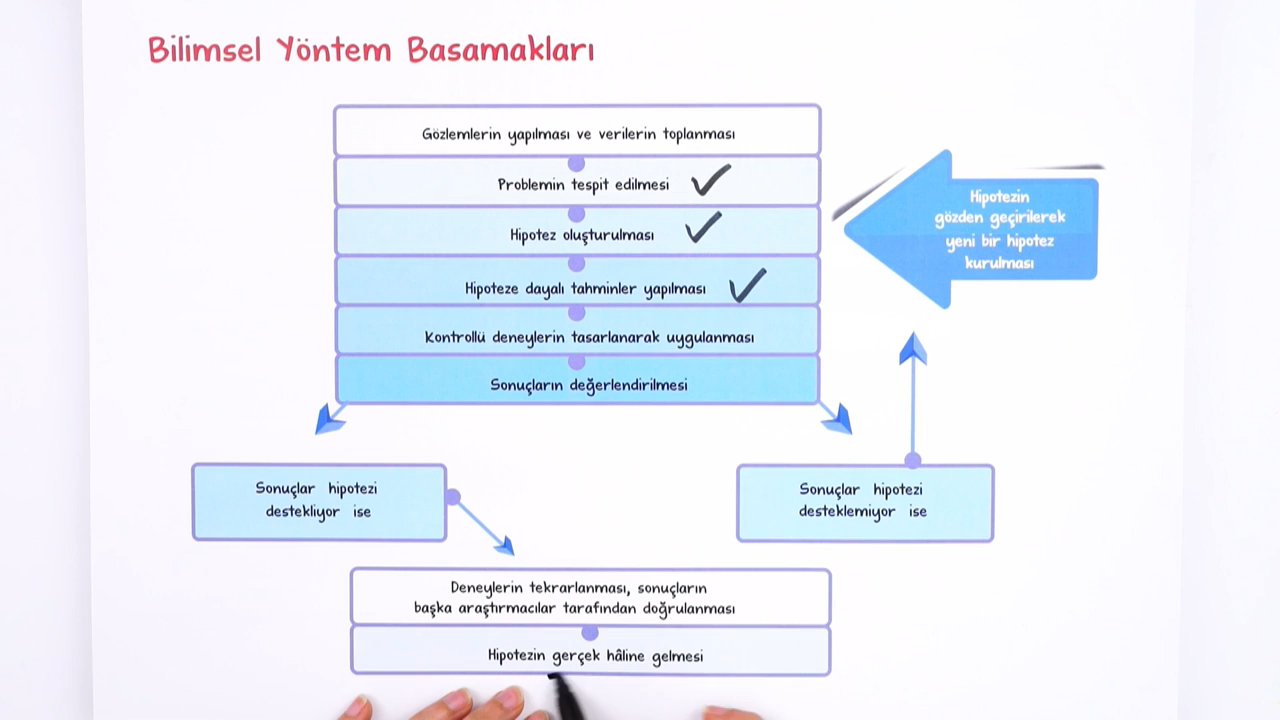 Bilimsel Yöntem Basamakları
Gözlemlerin yapılması ve verilerin toplanması
Problemin tespit edilmesi
Hipotez oluşturulması
Hipoteze dayalı tahminler yapılması
Kontrollü deneylerin tasarlanarak uygulanması
Sonuçların değerlendirilmesi
Hipotezin
gözden geçirilerek
yeni bir hipotez
kurulması
Sonuçlar hipotezi
destekliyor ise
Sonuçlar hipotezi
desteklemiyor ise
Deneylerin tekrarlanması, sonuçların
başka araştırmacılar tarafından doğrulanması
Hipotezin gerçek hâline gelmesi